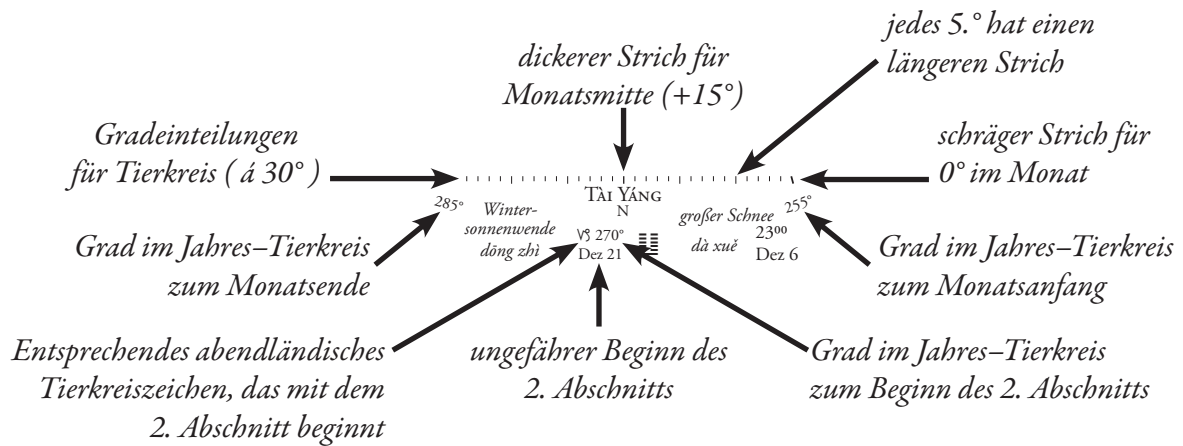 jedes 5.° hat einen
längeren Strich
dickerer Strich für
Monatsmitte (+15°)
Gradeinteilungen
für Tierkreis ( á 30° )
schräger Strich für
0° im Monat
TÀI YÁNG
N
285°
Winter-
sonnenwende
dōng zhì
♑ 270°
Dez 21
großer Schnee
dà xuě
23⁰⁰
Dez 6
255°
Grad im Jahres–Tierkreis
zum Monatsende
Grad im Jahres–Tierkreis
zum Monatsanfang
Entsprechendes abendländisches
Tierkreiszeichen, das mit dem
2. Abschnitt beginnt
ungefährer Beginn des
2. Abschnitts
Grad im Jahres–Tierkreis
zum Beginn des 2. Abschnitts